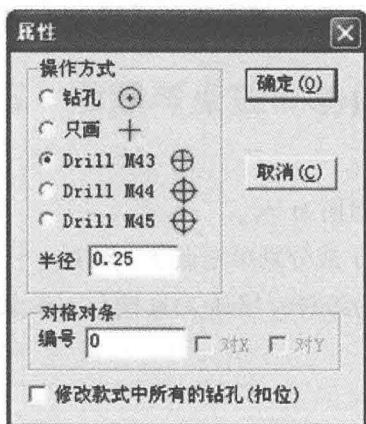 属性
操作方式
钻孔
确定(O)
只画
Drill M43
取消(C)
Drill M44
Drill M45
半径 0.25
对格对条
编号 0 对X 对Y
修改款式中所有的钻孔(扣位)